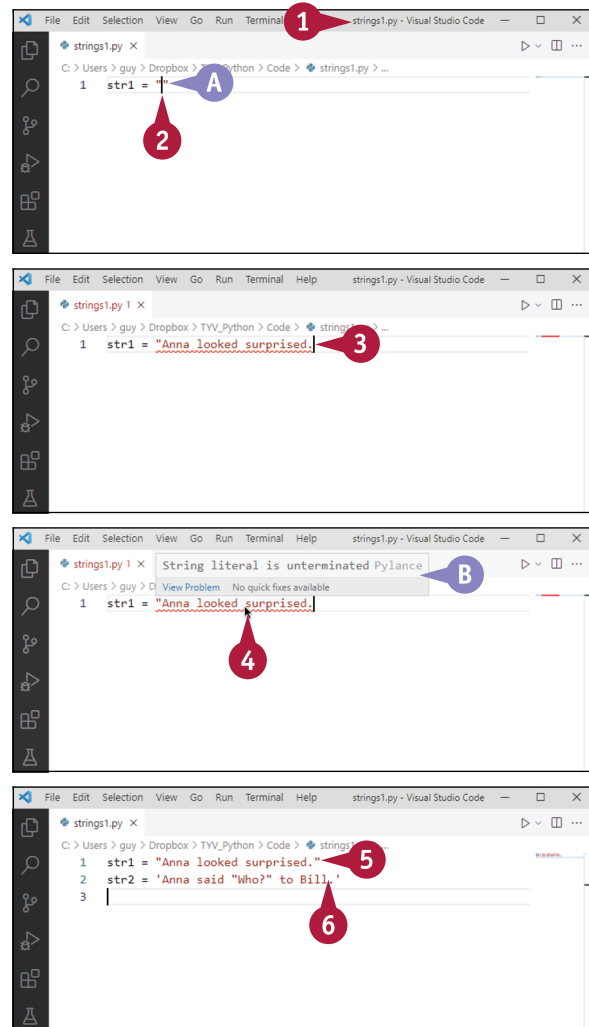 File Edit Selection View Go Run Terminal 1 strings1.py - Visual Studio Code
strings1.py
C: > Users > guy > Dropbox > Python > Code > strings1.py > ...
1 str1 = "" A
2
File Edit Selection View Go Run Terminal Help strings1.py - Visual Studio Code
strings1.py 1
C: > Users > guy > Dropbox > TYV_Python > Code > > ...
1 str1 = "Anna looked surprised. 3
File Edit Selection View Go Run Terminal Help strings1.py - Visual Studio Code
strings1.py 1 String literal is unterminated Pylance B
C: > Users > guy > View Problem No quick fixes available
1 str1 = "Anna looked surprised.
4
File Edit Selection View Go Run Terminal Help strings1.py - Visual Studio Code
strings1.py
C: > Users > guy > Dropbox > TYV_Python > Code > ...
1 str1 = "Anna looked surprised." 5
2 str2 = 'Anna said "Who?" to Bill.'
3
6